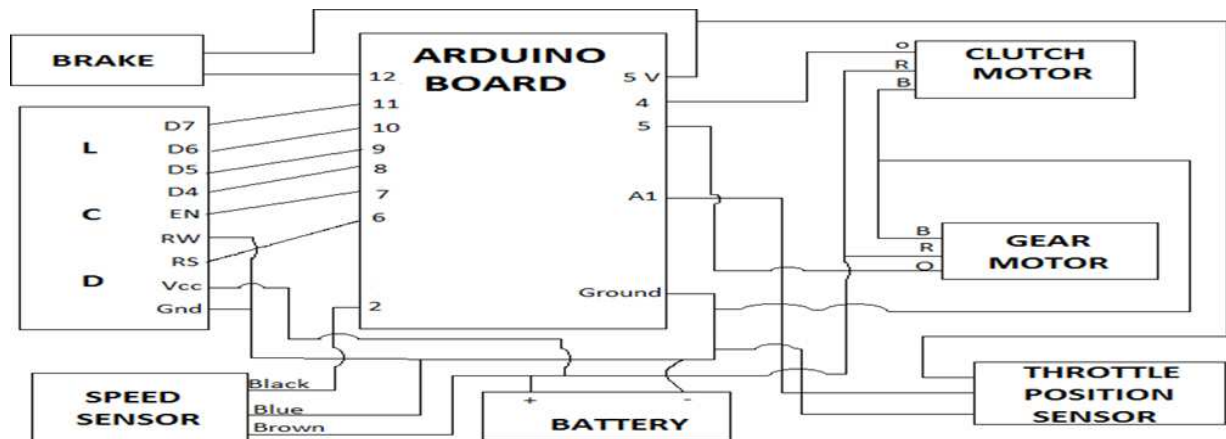 BRAKE
ARDUINO
BOARD
12
11
10
9
8
7
6
2
5 V
4
5
A1
Ground
L
C
D
D7
D6
D5
D4
EN
RW
RS
Vcc
Gnd
SPEED
SENSOR
Black
Blue
Brown
+
-
BATTERY
o
R
B
CLUTCH
MOTOR
B
R
O
GEAR
MOTOR
THROTTLE
POSITION
SENSOR